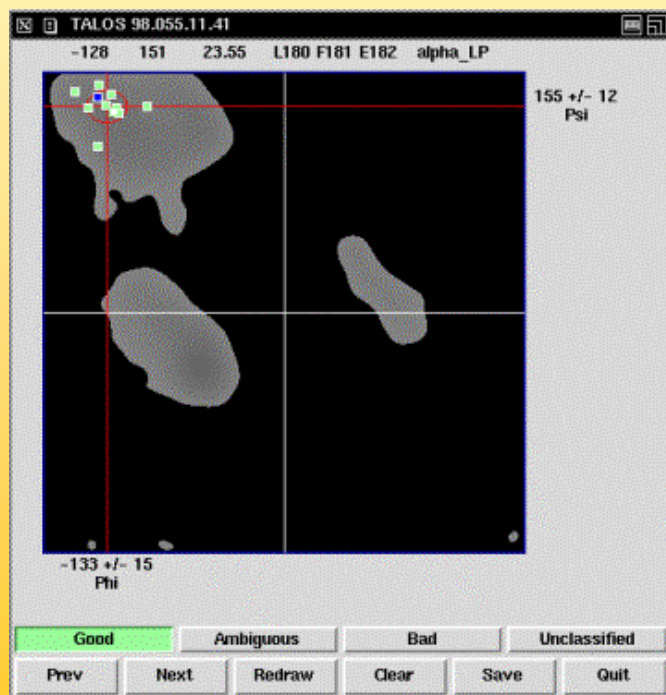 TALOS 98.055.11.41
-128 151 23.55 L180 F181 E182 alpha_LP
155 +/- 12
Psi
-133 +/- 15
Phi
Good Ambiguous Bad Unclassified
Prev Next Redraw Clear Save Quit